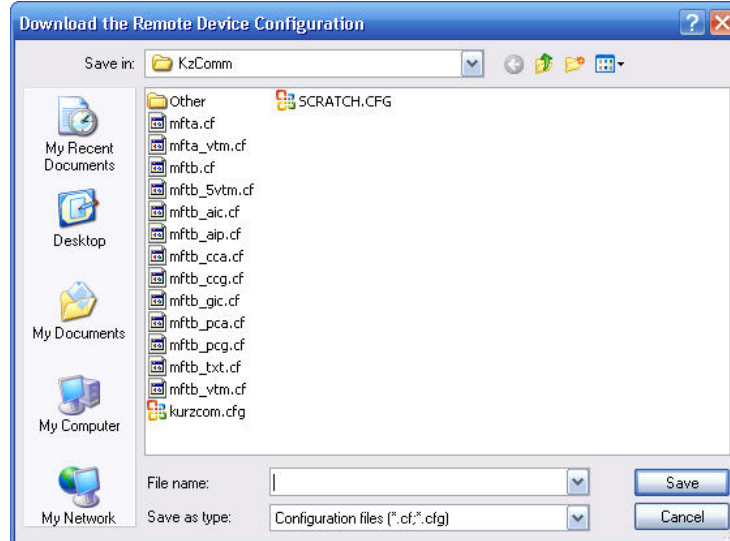 Download the Remote Device Configuration
Save in: KzComm
My Recent Documents
Desktop
My Documents
My Computer
My Network
Other
mfta.cf
mfta_vtm.cf
mftb.cf
mftb_5vtm.cf
mftb_aic.cf
mftb_aip.cf
mftb_cca.cf
mftb_ccg.cf
mftb_gic.cf
mftb_pca.cf
mftb_pcg.cf
mftb_txt.cf
mftb_vtm.cf
kurzcom.cfg
SCRATCH.CFG
File name:
Save
Save as type: Configuration files (*.cf;*.cfg)
Cancel